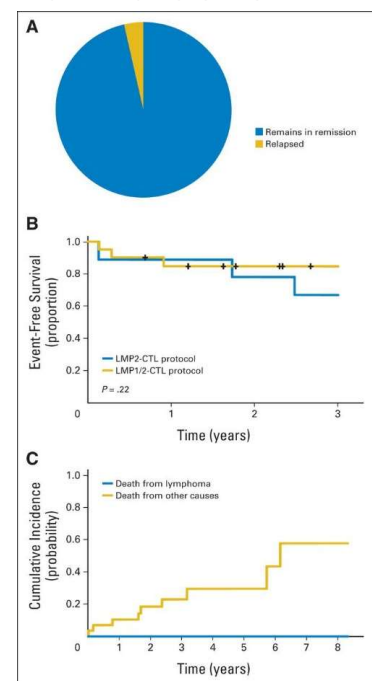 A
Remains in remission
Relapsed
B
Event-Free Survival
(proportion)
1.0
0.8
0.6
0.4
0.2
LMP2-CTL protocol
LMP1/2-CTL protocol
P = .22
0 1 2 3
Time (years)
C
Cumulative Incidence
(probability)
1.0
0.8
0.6
0.4
0.2
Death from lymphoma
Death from other causes
0 1 2 3 4 5 6 7 8
Time (years)